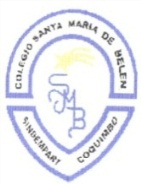 COLEGIO SANTA MARIA DE BELEN
SMB
SINDEMPART COQUIMBO